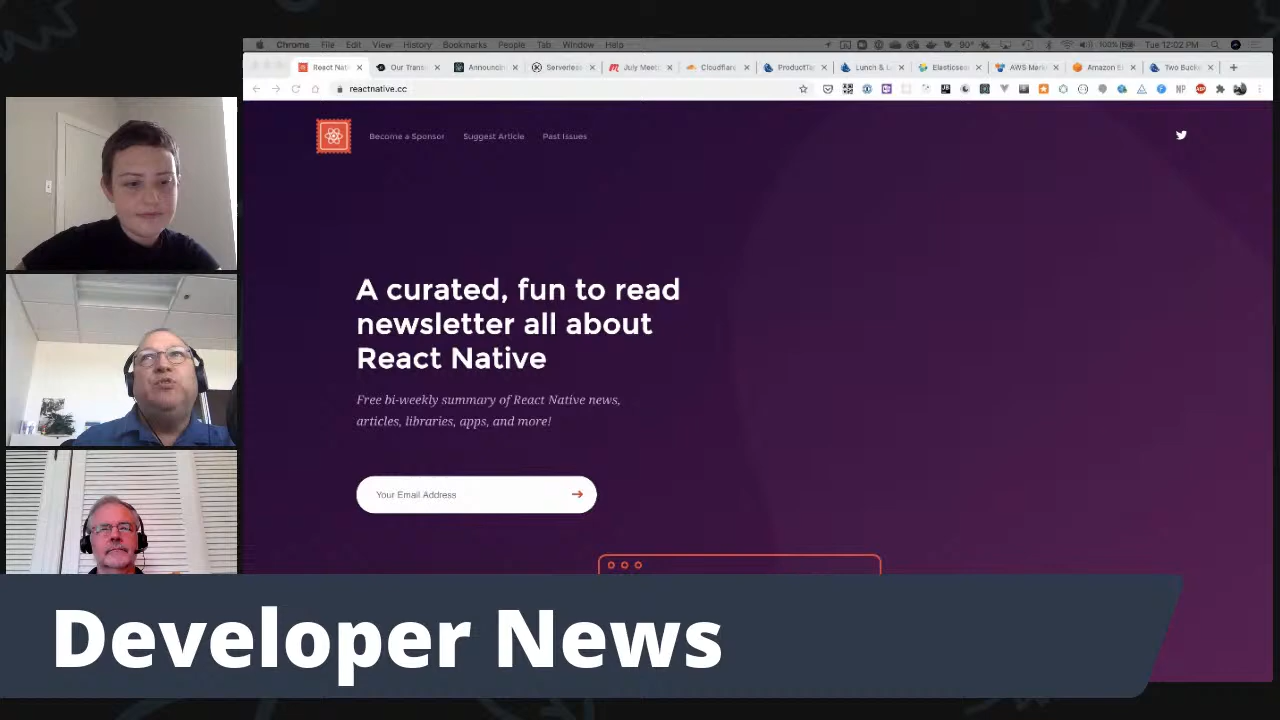 Chrome File Edit View History Bookmarks People Tab Window Help
100% Tue 12:02 PM
React Nati
Our Trans
Announcin
Serverless
July Meet
Cloudflare
ProductTa
Lunch & L
Elasticsea
AWS Mark
Amazon E
Two Bucke
reactnative.cc
Become a Sponsor
Suggest Article
Past Issues
A curated, fun to read
newsletter all about
React Native
Free bi-weekly summary of React Native news,
articles, libraries, apps, and more!
Your Email Address
Developer News